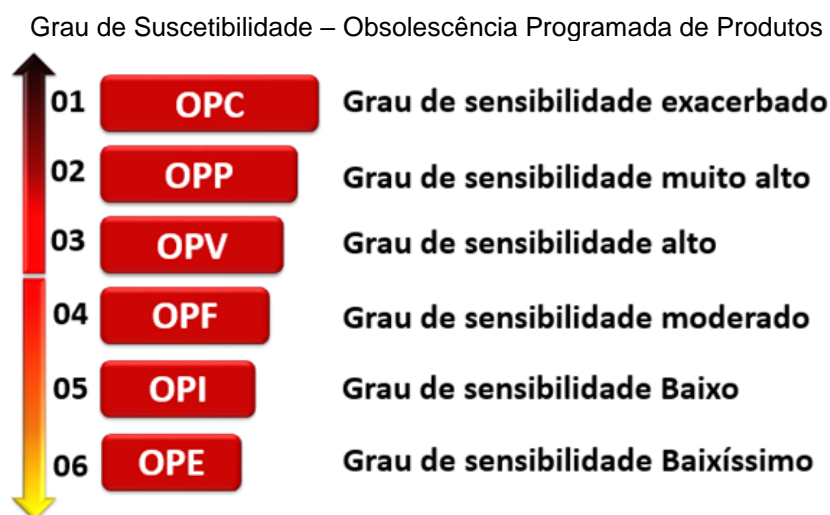 Grau de Suscetibilidade – Obsolescência Programada de Produtos
01 OPC Grau de sensibilidade exacerbado
02 OPP Grau de sensibilidade muito alto
03 OPV Grau de sensibilidade alto
04 OPF Grau de sensibilidade moderado
05 OPI Grau de sensibilidade Baixo
06 OPE Grau de sensibilidade Baixíssimo